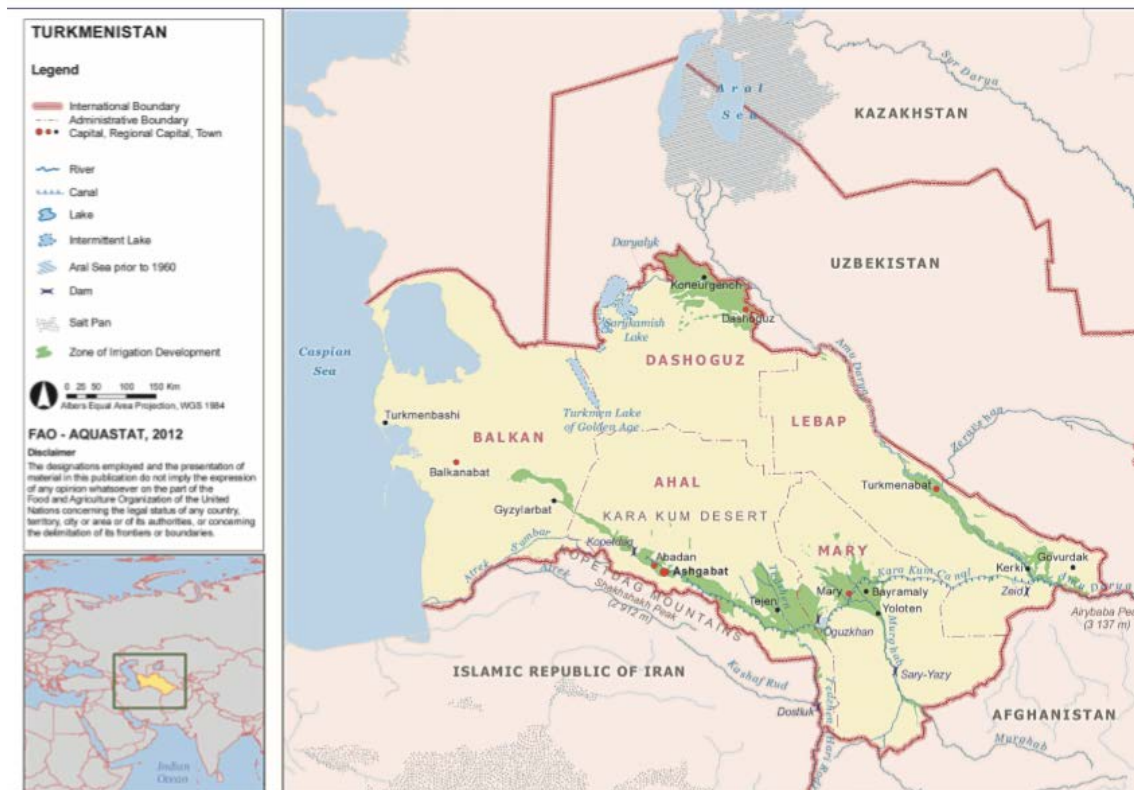 TURKMENISTAN
Legend
International Boundary
Administrative Boundary
Capital, Regional Capital, Town
River
Canal
Lake
Intermittent Lake
Aral Sea prior to 1960
Dam
Salt Pan
Zone of Irrigation Development
0 25 50 100 150 Km
Albers Equal Area Projection, WGS 1984
FAO - AQUASTAT, 2012
Disclaimer
The designations employed and the presentation of
material in this publication do not imply the expression
of any opinion whatsoever on the part of the
Food and Agriculture Organization of the United
Nations concerning the legal status of any country,
territory, city or area or of its authorities, or concerning
the delimitation of its frontiers or boundaries.
Indian
Ocean
Aral
Sea
Syr Darya
KAZAKHSTAN
UZBEKISTAN
Daryalyk
Koneurgench
Dashoguz
Sarykamish
Lake
DASHOGUZ
Caspian
Sea
Amu Darya
Turkmenbashi
Turkmen Lake
of Golden Age
BALKAN
LEBAP
Zeravshan
Balkanabat
AHAL
Turkmenabat
Gyzylarbat
KARA KUM DESERT
Kopetdag
Sumbar
Abadan
MARY
Govurdak
Ashgabat
Kara Kum Canal
Kerki
Amu Darya
Atrek
Atrek
KOPETDAG MOUNTAINS
Shakhshakh Peak
(2 912 m)
Tedzhen
Mary
Bayramaly
Zeid
Tejen
Yoloten
Airybaba Pe
(3 137 m)
Oguzkhan
Murghab
ISLAMIC REPUBLIC OF IRAN
Kashaf Rud
Sary-Yazy
Dostluk
Tedzhen
Hari Rod
AFGHANISTAN
Murghab